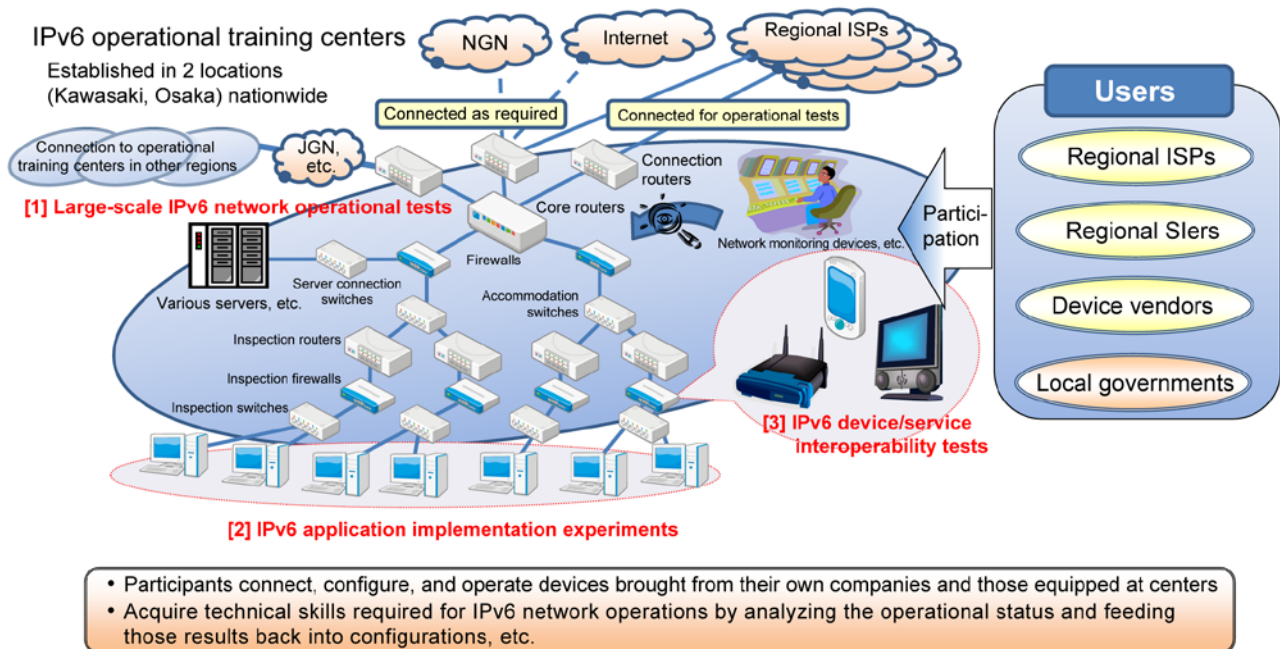 IPv6 operational training centers
Established in 2 locations
(Kawasaki, Osaka) nationwide
NGN
Internet
Regional ISPs
Connected as required
Connected for operational tests
Connection to operational
training centers in other regions
JGN,
etc.
[1] Large-scale IPv6 network operational tests
Connection
routers
Core routers
Network monitoring devices, etc.
Firewalls
Various servers, etc.
Server connection
switches
Accommodation
switches
Inspection routers
Inspection firewalls
Inspection switches
[3] IPv6 device/service
interoperability tests
[2] IPv6 application implementation experiments
Partici-
pation
Users
Regional ISPs
Regional SIers
Device vendors
Local governments
• Participants connect, configure, and operate devices brought from their own companies and those equipped at centers
• Acquire technical skills required for IPv6 network operations by analyzing the operational status and feeding
those results back into configurations, etc.